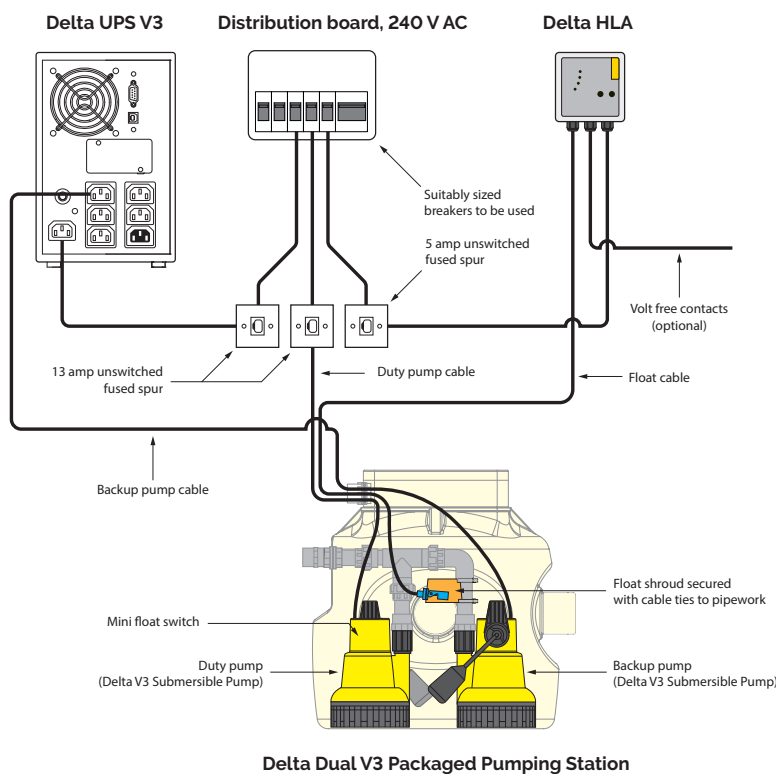 Delta UPS V3
Distribution board, 240 V AC
Delta HLA
Suitably sized
breakers to be used
5 amp unswitched
fused spur
Volt free contacts
(optional)
13 amp unswitched
fused spur
Duty pump cable
Float cable
Backup pump cable
Float shroud secured
with cable ties to pipework
Mini float switch
Duty pump
(Delta V3 Submersible Pump)
Backup pump
(Delta V3 Submersible Pump)
Delta Dual V3 Packaged Pumping Station